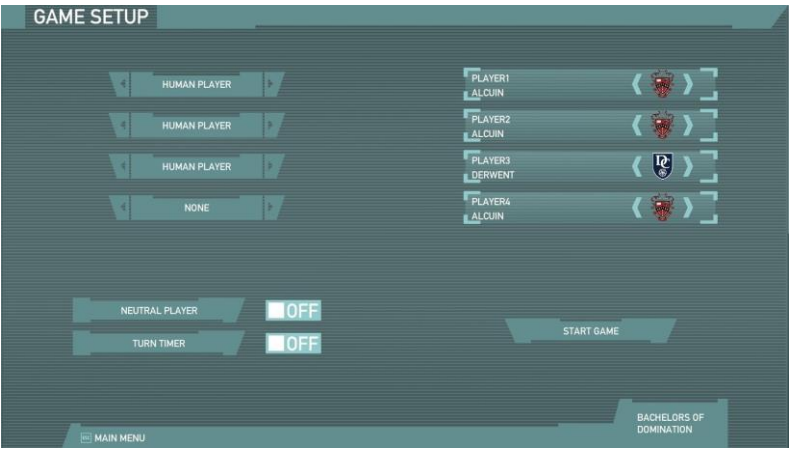 GAME SETUP
HUMAN PLAYER
PLAYER1
ALCUIN
HUMAN PLAYER
PLAYER2
ALCUIN
HUMAN PLAYER
PLAYER3
DERWENT
DC
NONE
PLAYER4
ALCUIN
NEUTRAL PLAYER
OFF
TURN TIMER
OFF
START GAME
BACHELORS OF
DOMINATION
MAIN MENU